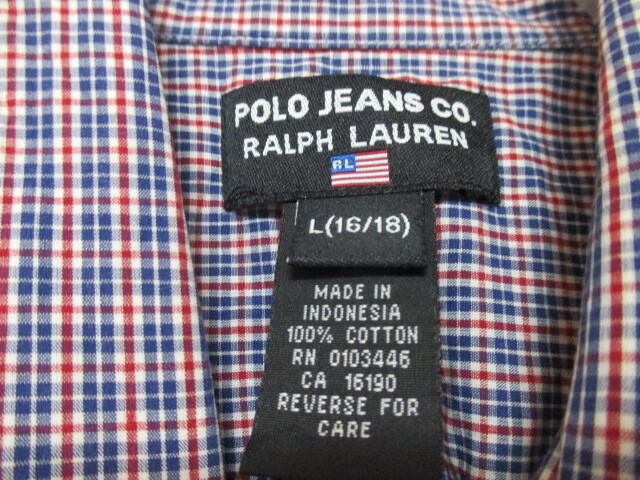 POLO JEANS CO.
RALPH LAUREN
RL
L(16/18)
MADE IN
INDONESIA
100% COTTON
RN 0103446
CA 16190
REVERSE FOR
CARE